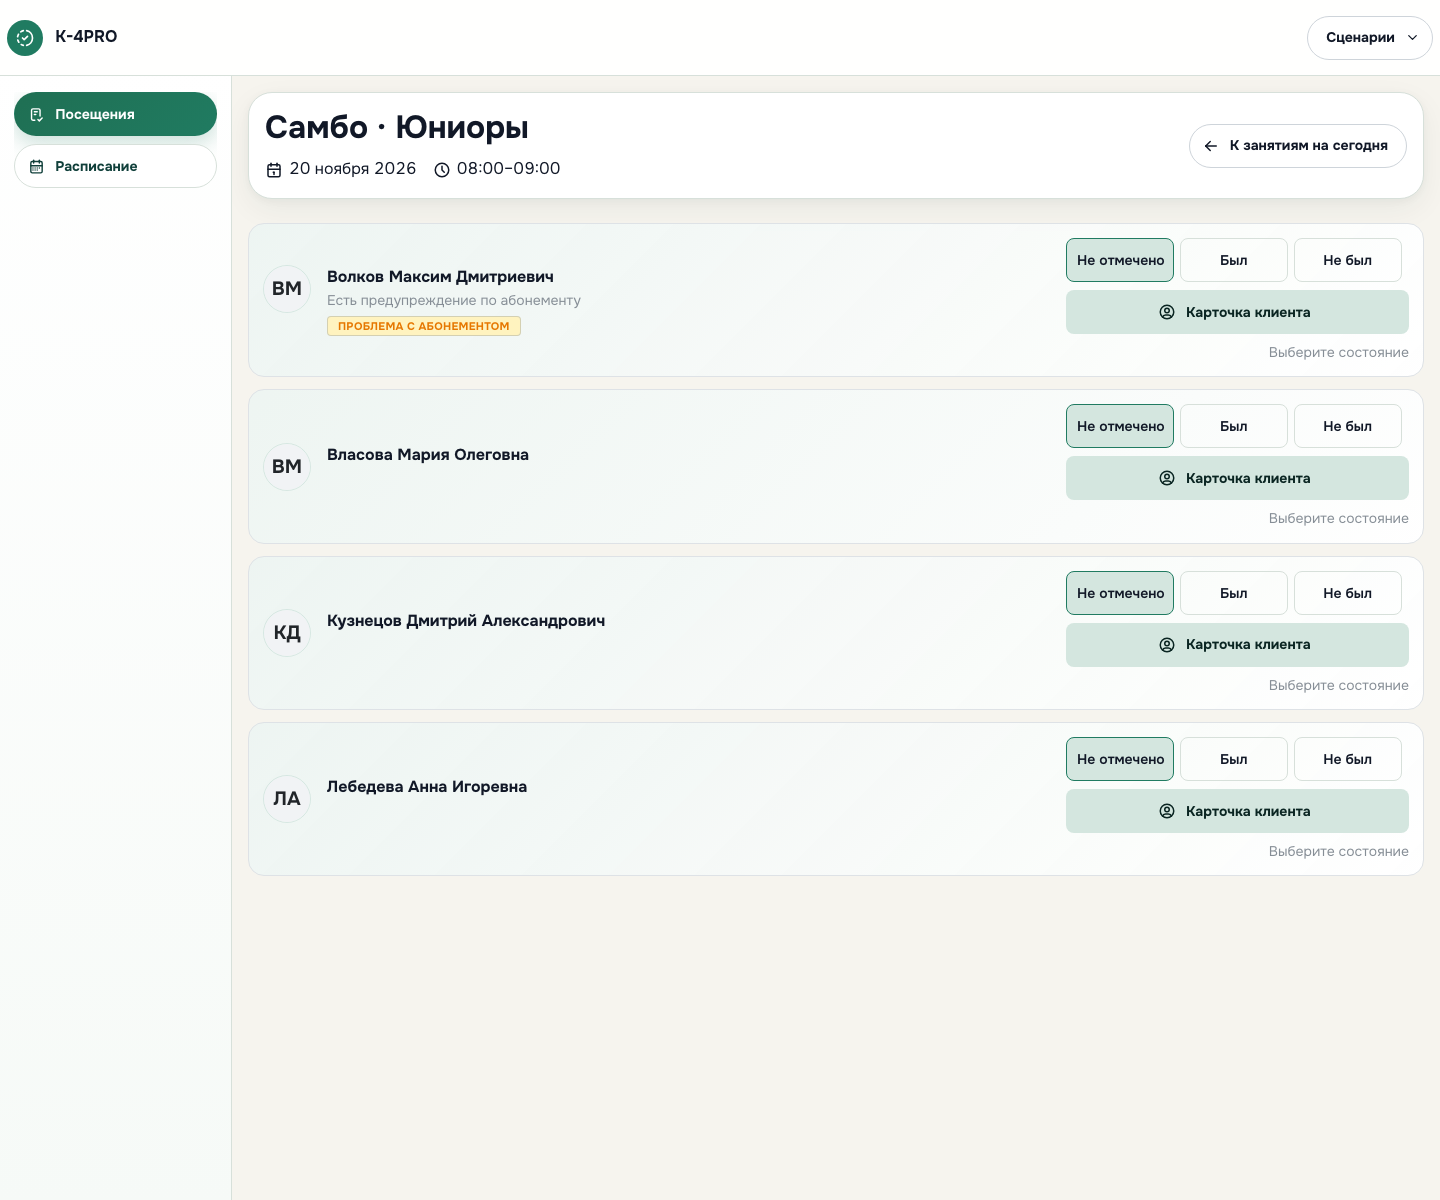 K-4PRO
Сценарии
Посещения
Расписание
Самбо · Юниоры
20 ноября 2026 08:00–09:00
К занятиям на сегодня
ВМ
Волков Максим Дмитриевич
Есть предупреждение по абонементу
ПРОБЛЕМА С АБОНЕМЕНТОМ
Не отмечено Был Не был
Карточка клиента
Выберите состояние
ВМ
Власова Мария Олеговна
Не отмечено Был Не был
Карточка клиента
Выберите состояние
КД
Кузнецов Дмитрий Александрович
Не отмечено Был Не был
Карточка клиента
Выберите состояние
ЛА
Лебедева Анна Игоревна
Не отмечено Был Не был
Карточка клиента
Выберите состояние